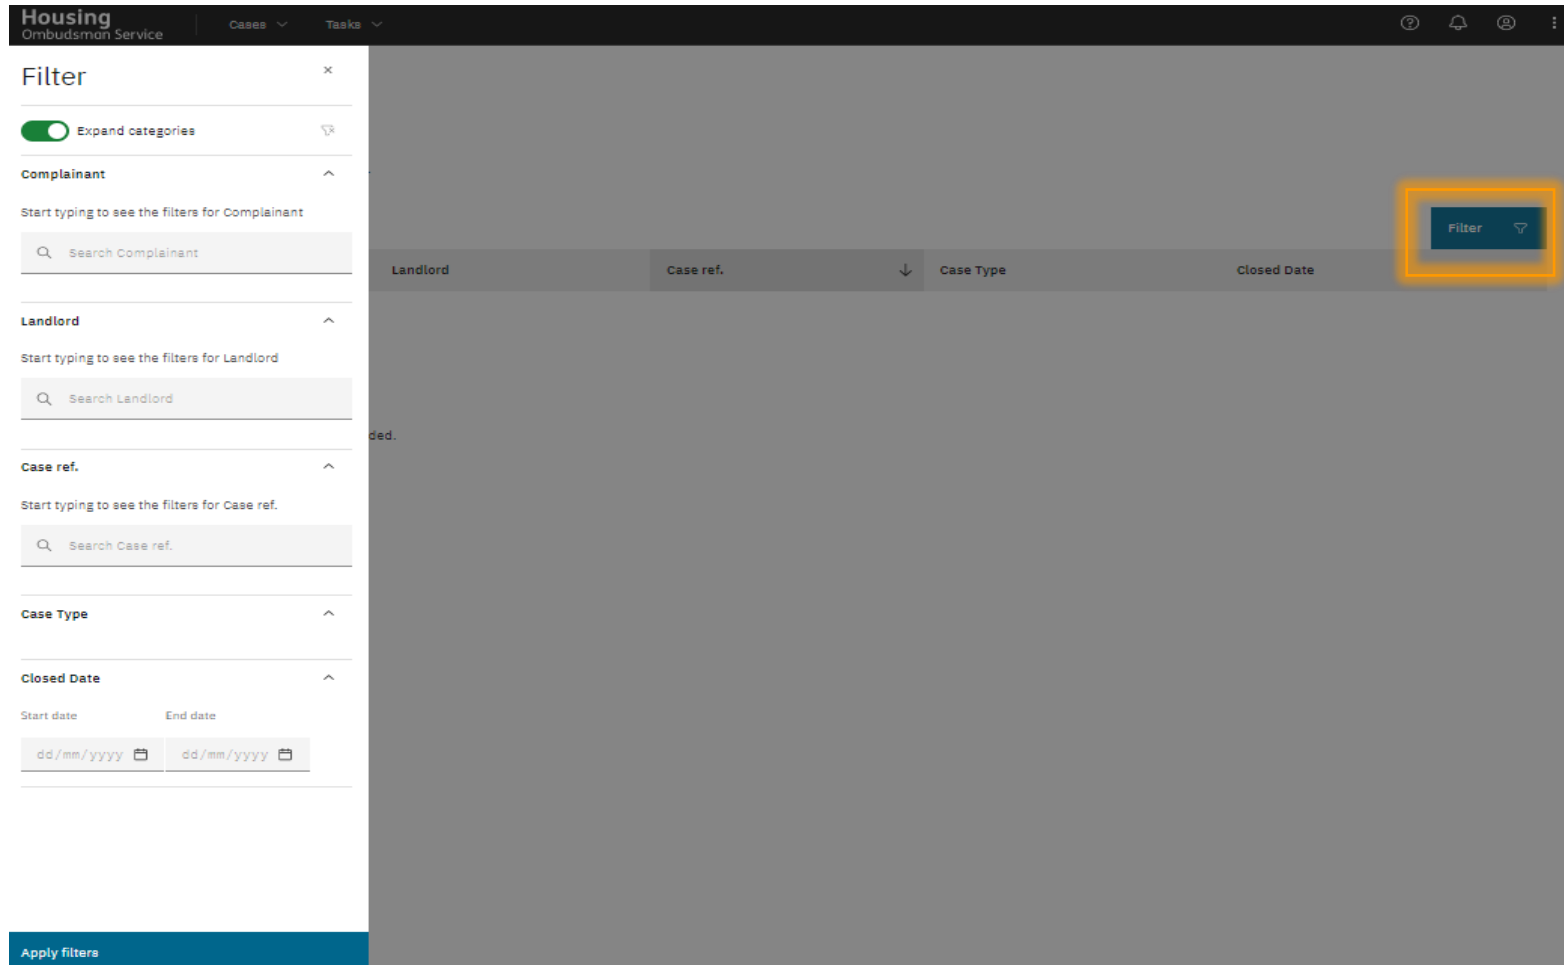 Housing
Ombudsman Service
Cases
Tasks
Filter
Expand categories
Complainant
Start typing to see the filters for Complainant
Search Complainant
Landlord
Start typing to see the filters for Landlord
Search Landlord
Case ref.
Start typing to see the filters for Case ref.
Search Case ref.
Case Type
Closed Date
Start date End date
dd/mm/yyyy dd/mm/yyyy
Apply filters
Filter
Landlord Case ref. Case Type Closed Date
ded.